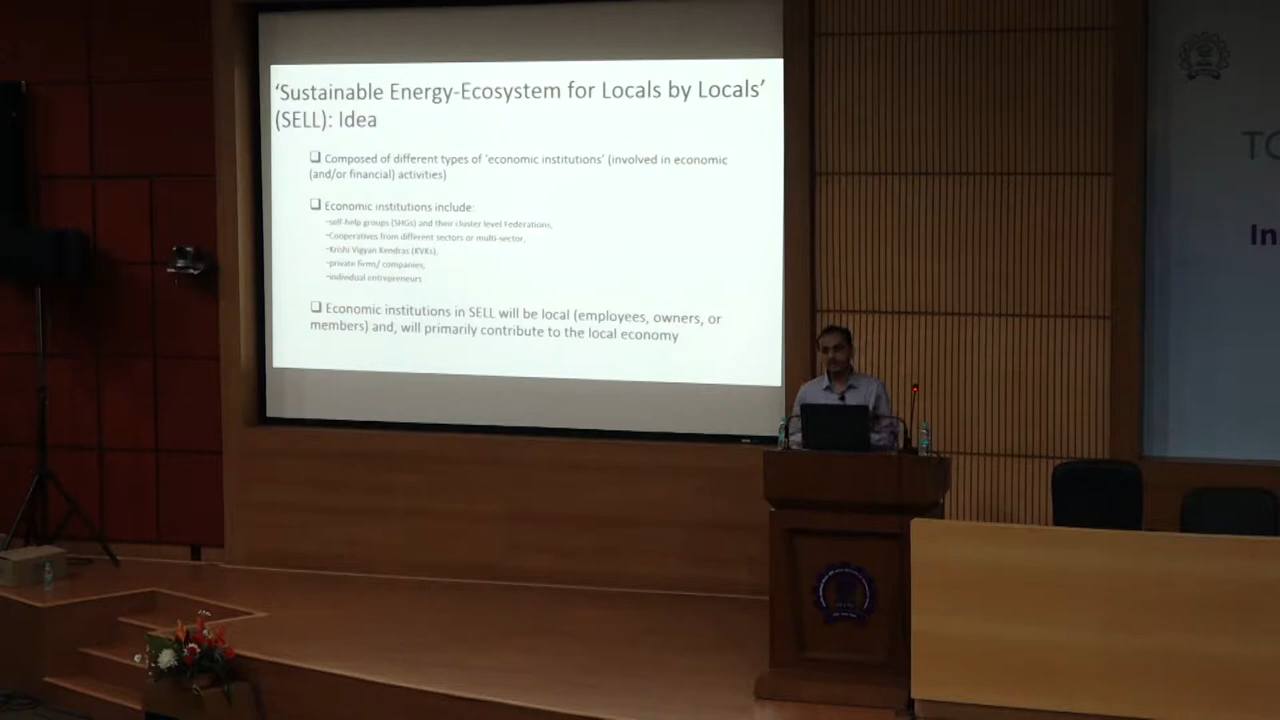 ‘Sustainable Energy-Ecosystem for Locals by Locals’
(SELL): Idea
❑ Composed of different types of ‘economic institutions’ (involved in economic
(and/or financial) activities)
❑ Economic institutions include:
-self-help groups (SHGs) and their cluster level Federations,
-Cooperatives from different sectors or multi-sector,
-Krishi Vigyan Kendras (KVKs),
-private firms/ companies,
-individual entrepreneurs
❑ Economic institutions in SELL will be local (employees, owners, or
members) and, will primarily contribute to the local economy
TO
In